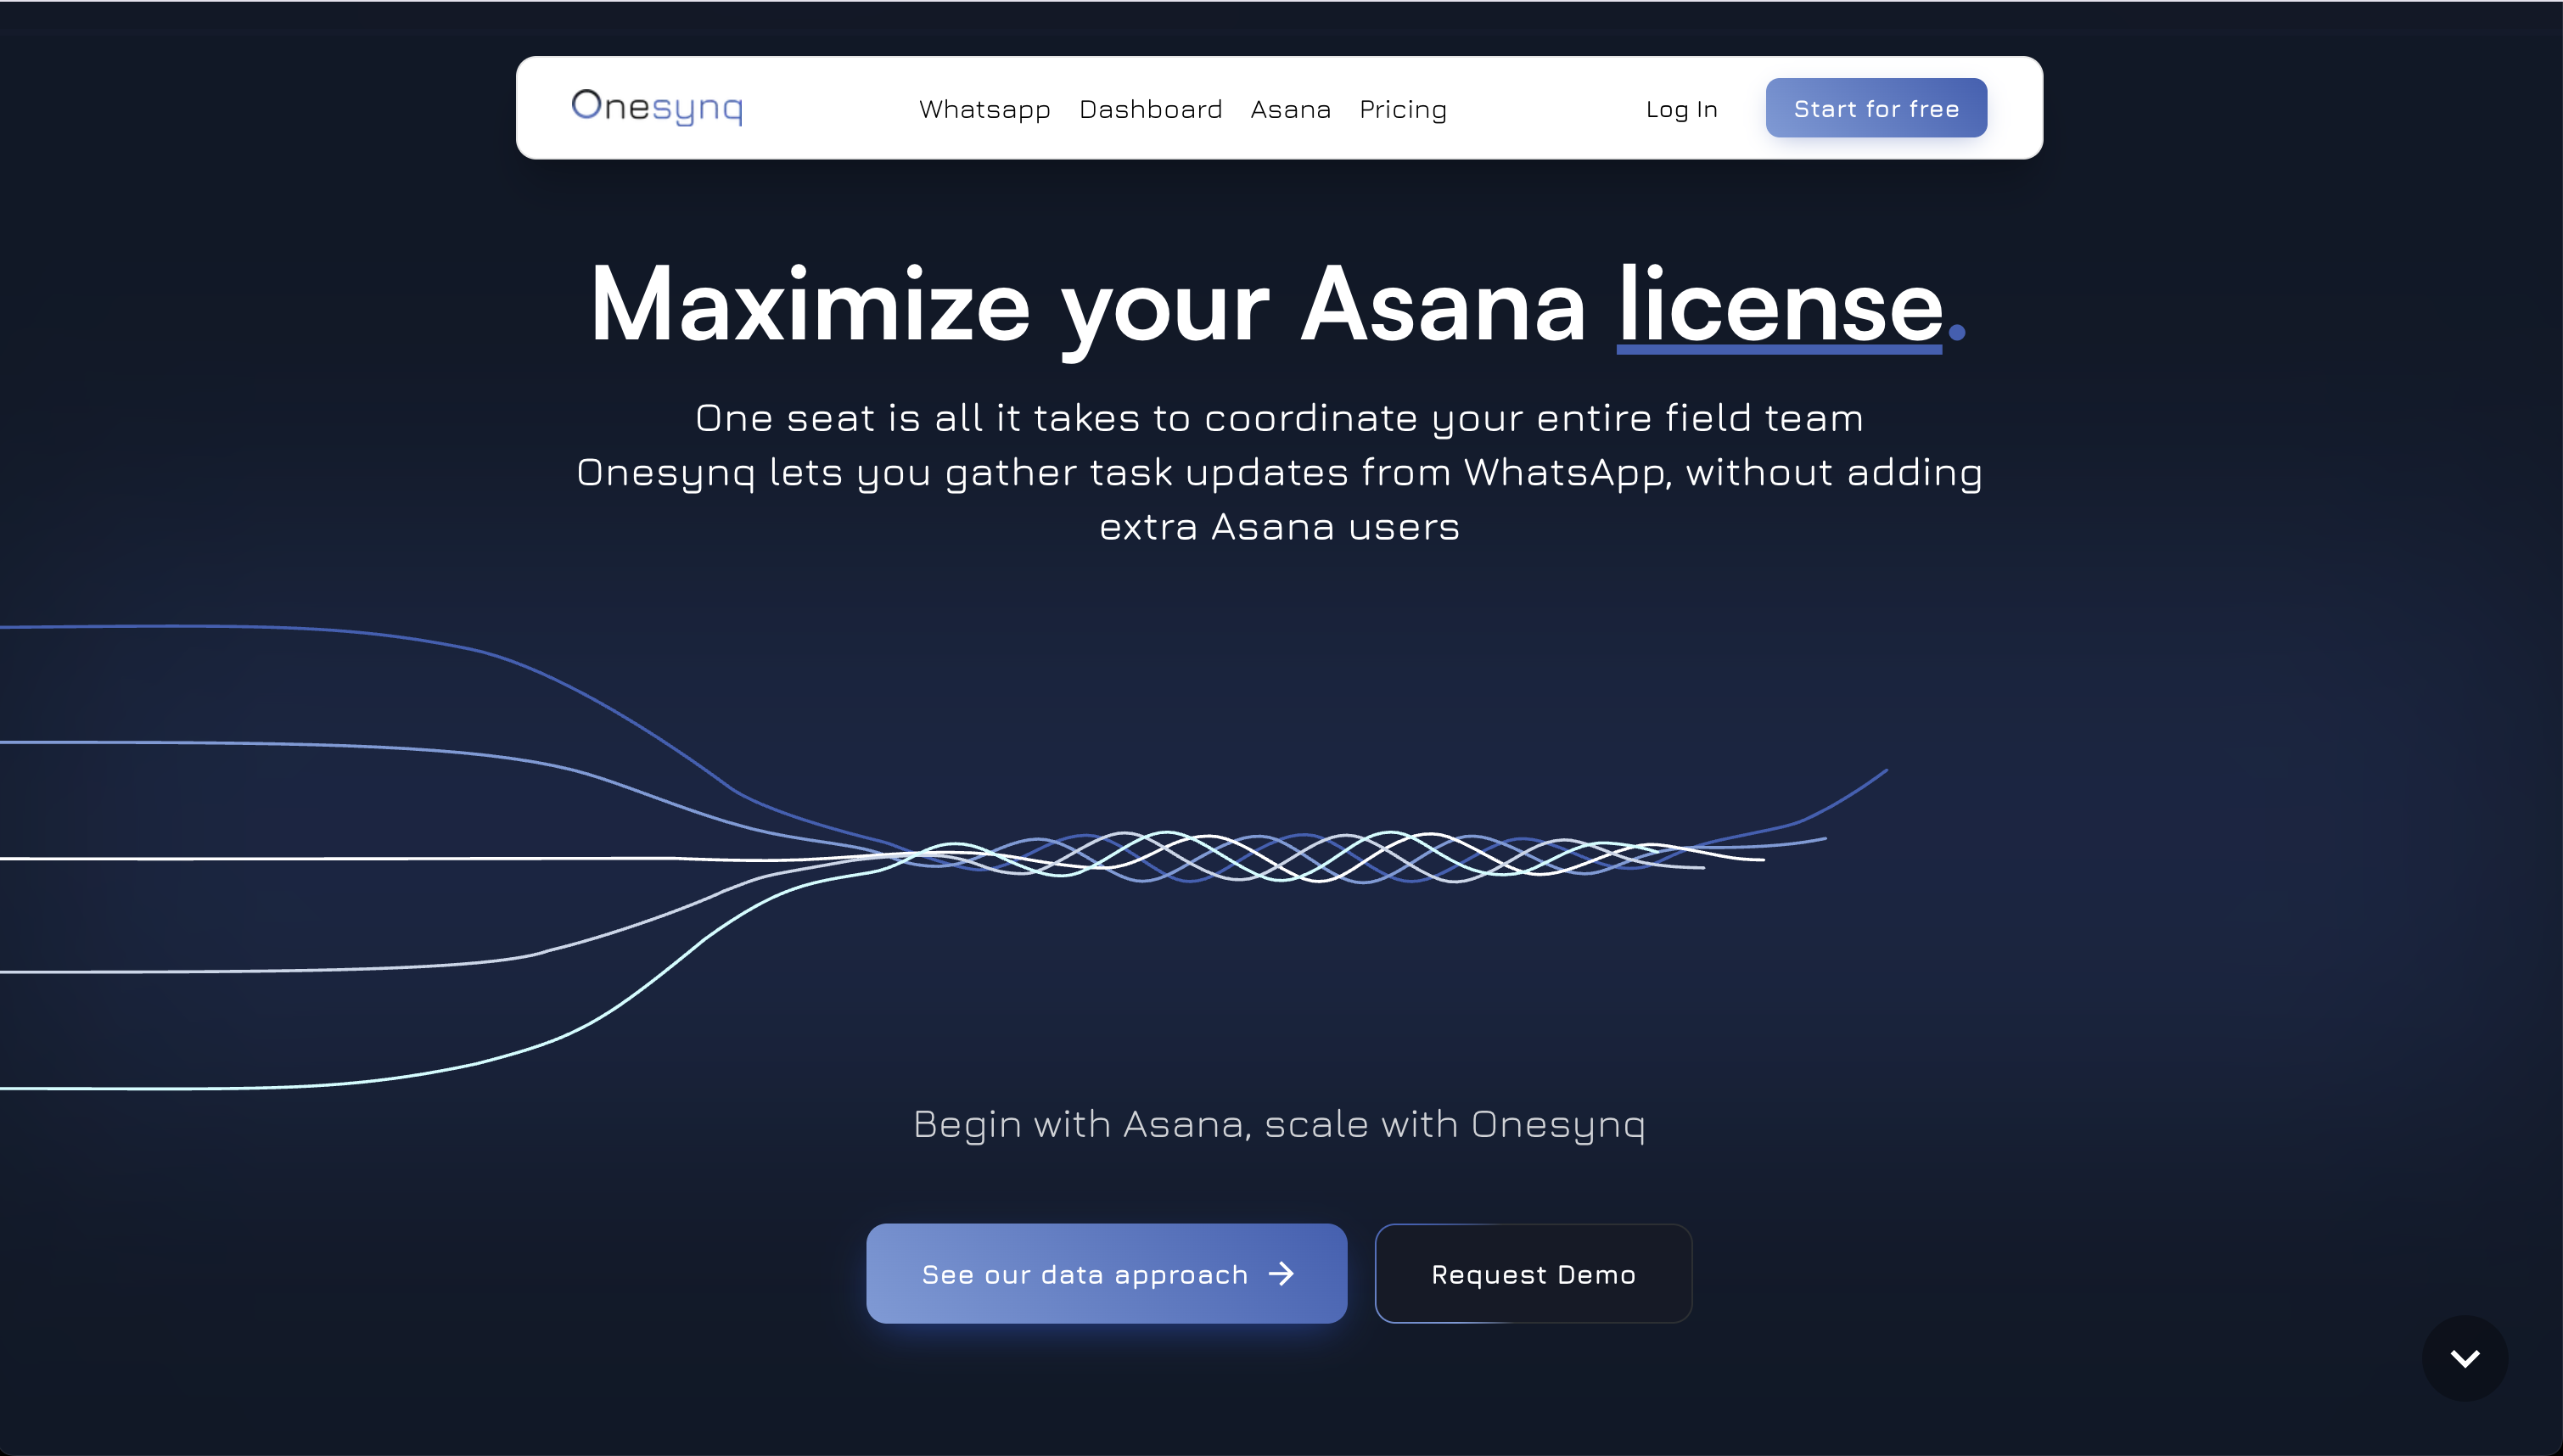 Onesynq
Whatsapp Dashboard Asana Pricing
Log In
Start for free
Maximize your Asana license.
One seat is all it takes to coordinate your entire field team
Onesynq lets you gather task updates from WhatsApp, without adding
extra Asana users
Begin with Asana, scale with Onesynq
See our data approach →
Request Demo